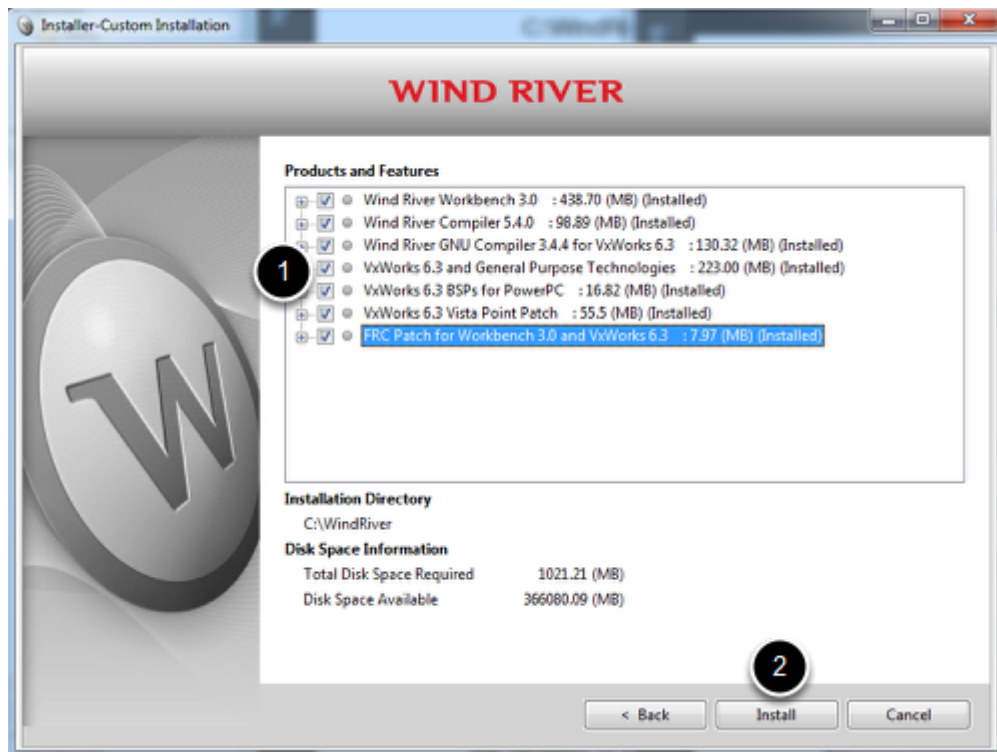 Installer-Custom Installation
WIND RIVER
Products and Features
Wind River Workbench 3.0 : 438.70 (MB) (Installed)
Wind River Compiler 5.4.0 : 98.89 (MB) (Installed)
Wind River GNU Compiler 3.4.4 for VxWorks 6.3 : 130.32 (MB) (Installed)
1
VxWorks 6.3 and General Purpose Technologies : 223.00 (MB) (Installed)
VxWorks 6.3 BSPs for PowerPC : 16.82 (MB) (Installed)
VxWorks 6.3 Vista Point Patch : 55.5 (MB) (Installed)
FRC Patch for Workbench 3.0 and VxWorks 6.3 : 7.97 (MB) (Installed)
W
Installation Directory
C:\WindRiver
Disk Space Information
Total Disk Space Required 1021.21 (MB)
Disk Space Available 366080.09 (MB)
2
< Back Install Cancel